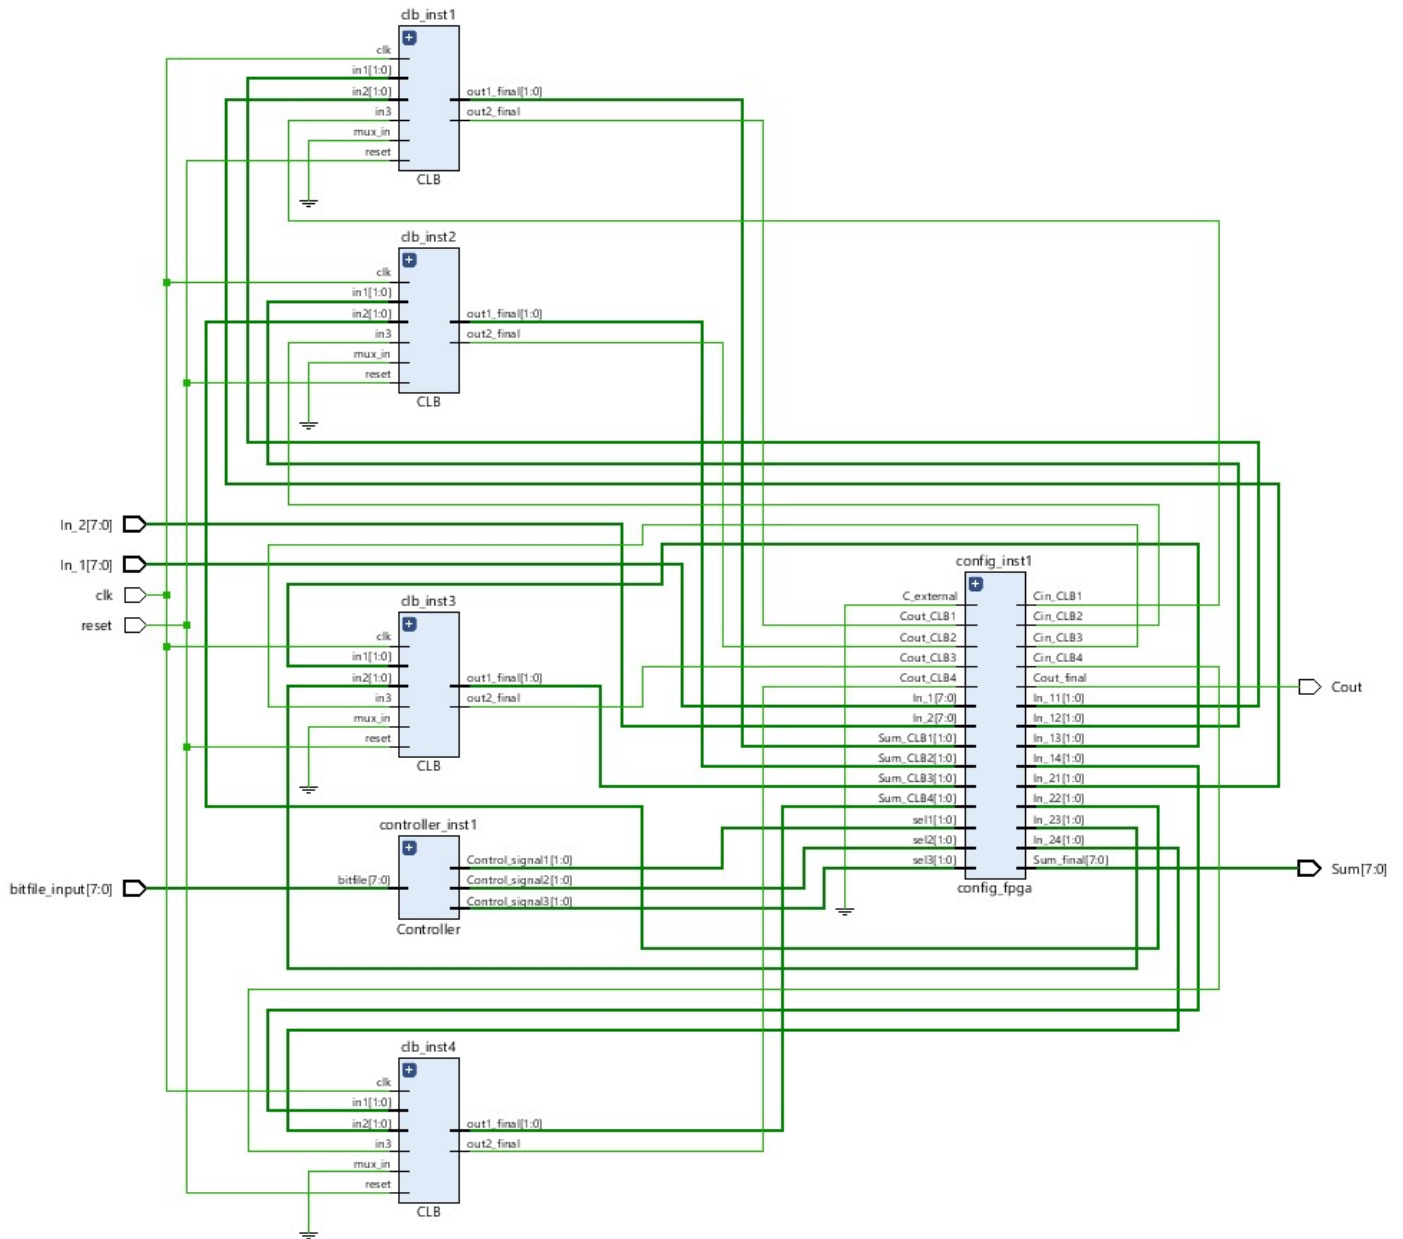 clb_inst1
clk
in1[1:0]
in2[1:0]
in3
mux_in
reset
out1_final[1:0]
out2_final
CLB
clb_inst2
clk
in1[1:0]
in2[1:0]
in3
mux_in
reset
out1_final[1:0]
out2_final
CLB
In_2[7:0]
In_1[7:0]
clk
reset
clb_inst3
clk
in1[1:0]
in2[1:0]
in3
mux_in
reset
out1_final[1:0]
out2_final
CLB
config_inst1
C_external
Cout_CLB1
Cout_CLB2
Cout_CLB3
Cout_CLB4
In_1[7:0]
In_2[7:0]
Sum_CLB1[1:0]
Sum_CLB2[1:0]
Sum_CLB3[1:0]
Sum_CLB4[1:0]
sel1[1:0]
sel2[1:0]
sel3[1:0]
Cin_CLB1
Cin_CLB2
Cin_CLB3
Cin_CLB4
Cout_final
In_11[1:0]
In_12[1:0]
In_13[1:0]
In_14[1:0]
In_21[1:0]
In_22[1:0]
In_23[1:0]
In_24[1:0]
Sum_final[7:0]
config_fpga
Cout
Sum[7:0]
controller_inst1
bitfile_input[7:0]
bitfile[7:0]
Control_signal1[1:0]
Control_signal2[1:0]
Control_signal3[1:0]
Controller
clb_inst4
clk
in1[1:0]
in2[1:0]
in3
mux_in
reset
out1_final[1:0]
out2_final
CLB